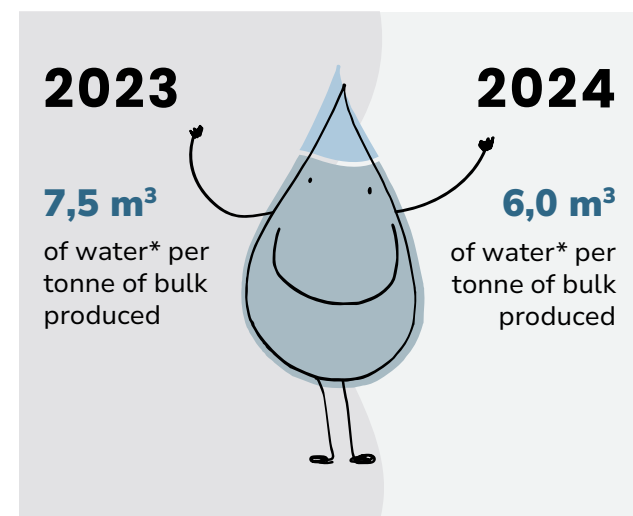 2023
7,5 m³
of water* per
tonne of bulk
produced
2024
6,0 m³
of water* per
tonne of bulk
produced